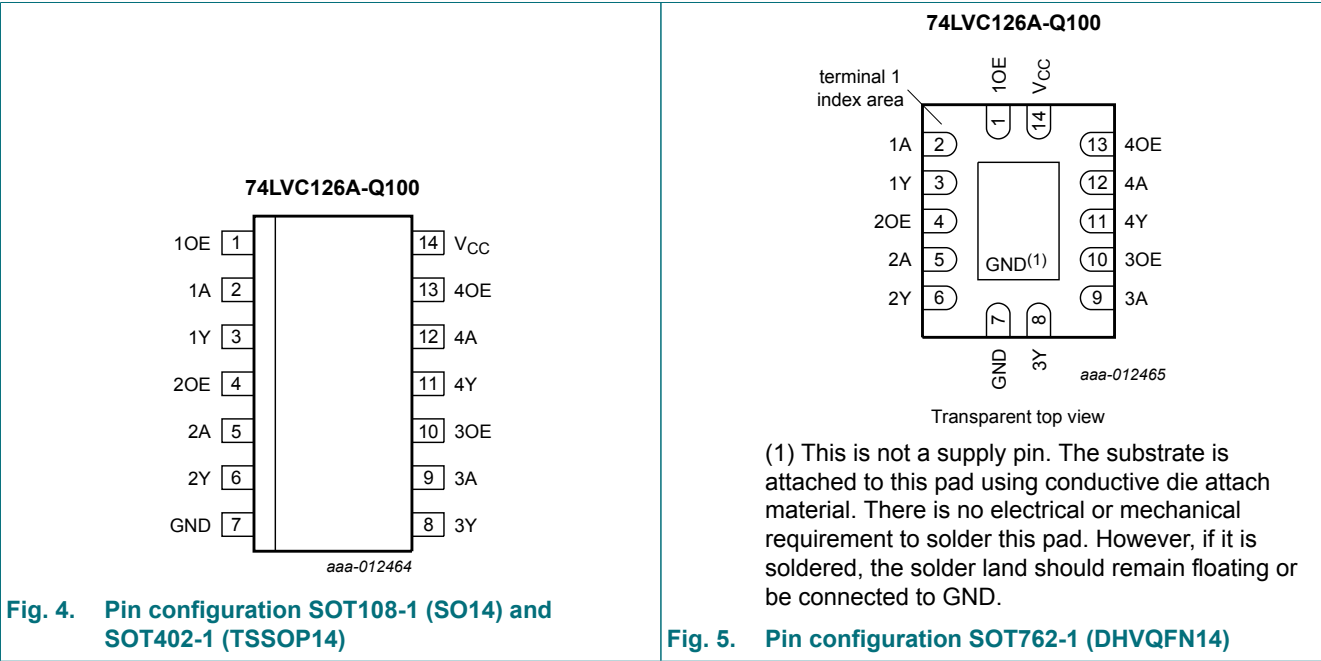 74LVC126A-Q100
1OE 1
14 VCC
1A 2
13 4OE
1Y 3
12 4A
2OE 4
11 4Y
2A 5
10 3OE
2Y 6
9 3A
GND 7
8 3Y
aaa-012464
Fig. 4. Pin configuration SOT108-1 (SO14) and
SOT402-1 (TSSOP14)
74LVC126A-Q100
terminal 1
index area
1OE
VCC
1
14
1A 2
13 4OE
1Y 3
12 4A
2OE 4
11 4Y
2A 5
10 3OE
GND(1)
2Y 6
9 3A
7
8
GND
3Y
aaa-012465
Transparent top view
(1) This is not a supply pin. The substrate is
attached to this pad using conductive die attach
material. There is no electrical or mechanical
requirement to solder this pad. However, if it is
soldered, the solder land should remain floating or
be connected to GND.
Fig. 5. Pin configuration SOT762-1 (DHVQFN14)